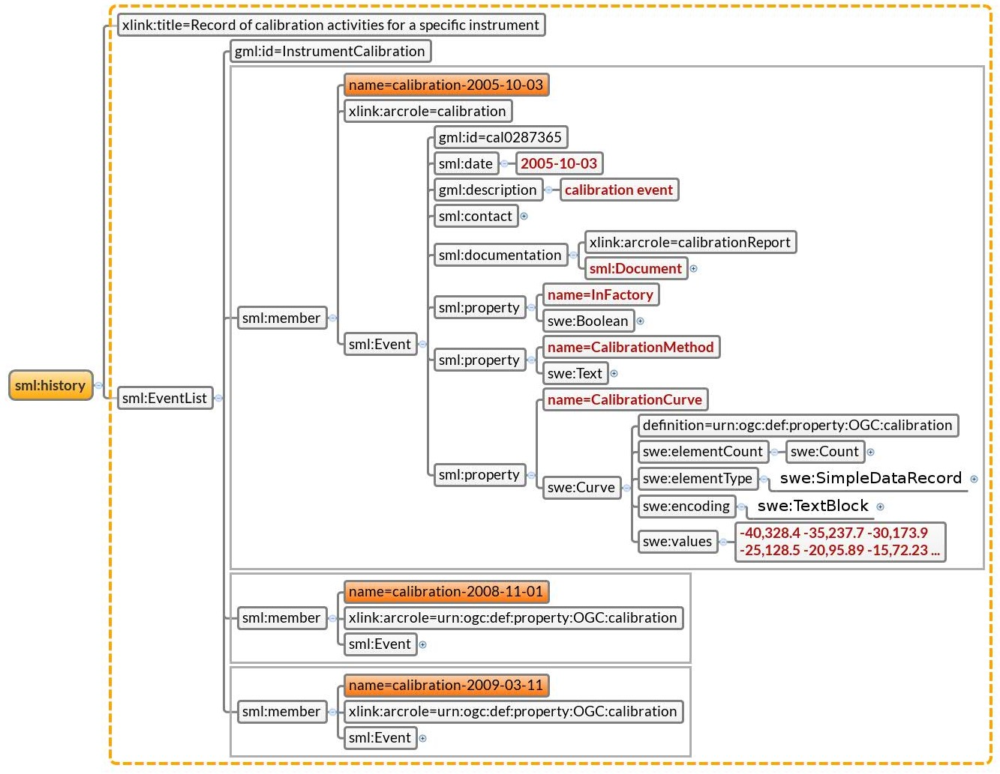 xlink:title=Record of calibration activities for a specific instrument
gml:id=InstrumentCalibration
name=calibration-2005-10-03
xlink:arcrole=calibration
gml:id=cal0287365
sml:date
2005-10-03
gml:description
calibration event
sml:contact
sml:documentation
xlink:arcrole=calibrationReport
sml:Document
sml:property
name=InFactory
swe:Boolean
sml:member
sml:Event
sml:property
name=CalibrationMethod
swe:Text
sml:history
sml:EventList
name=CalibrationCurve
sml:property
swe:Curve
definition=urn:ogc:def:property:OGC:calibration
swe:elementCount
swe:Count
swe:elementType
swe:SimpleDataRecord
swe:encoding
swe:TextBlock
swe:values
-40,328.4 -35,237.7 -30,173.9
-25,128.5 -20,95.89 -15,72.23 ...
sml:member
name=calibration-2008-11-01
xlink:arcrole=urn:ogc:def:property:OGC:calibration
sml:Event
sml:member
name=calibration-2009-03-11
xlink:arcrole=urn:ogc:def:property:OGC:calibration
sml:Event